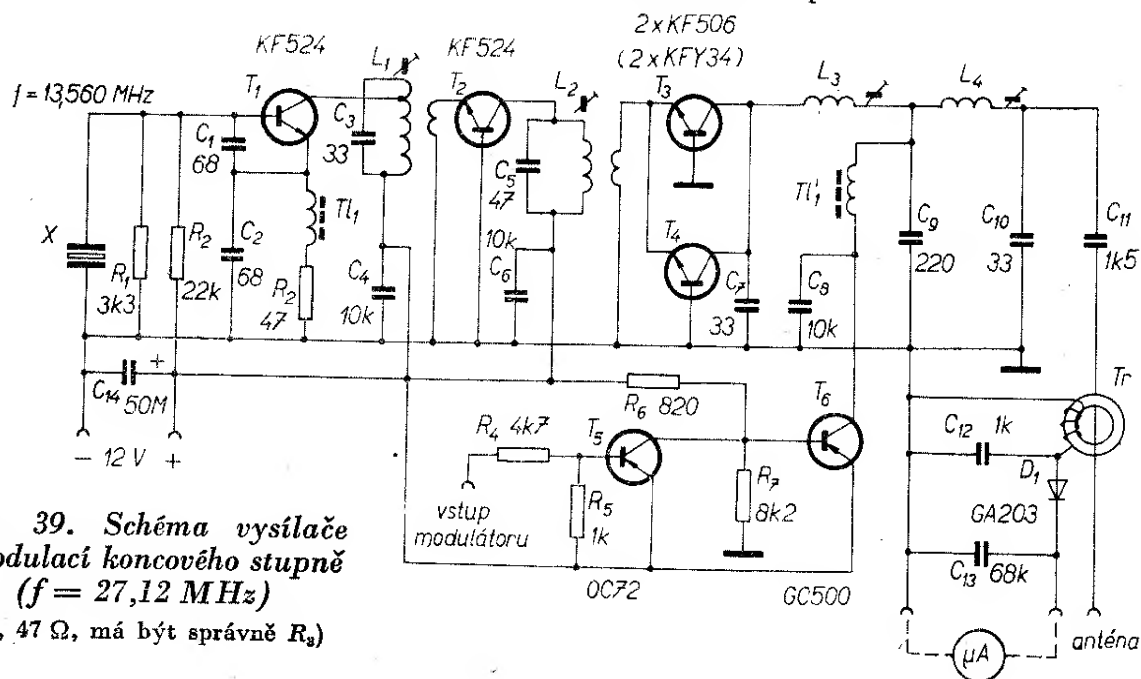 2xKF506
(2xKFY34)
KF524
L1
KF524
T1
T2
L2
T3
L3
L4
f = 13,560 MHz
C1
68
C3
33
C5
47
Tl1
Tl'1
X
R1
3k3
R2
22k
C2
68
R2
47
C4
10k
10k
C6
T4
C7
33
C8
10k
C9
220
C10
33
C11
1k5
C14
50M
+
R6 820
T6
Tr
R4 4k7
T5
C12
1k
− 12 V +
R7
8k2
D1
GA203
vstup
modulátoru
R5
1k
C13
68k
OC72
GC500
µA
anténa
39. Schéma vysílače
odulací koncového stupně
(f = 27,12 MHz)
, 47 Ω, má být správně R3)